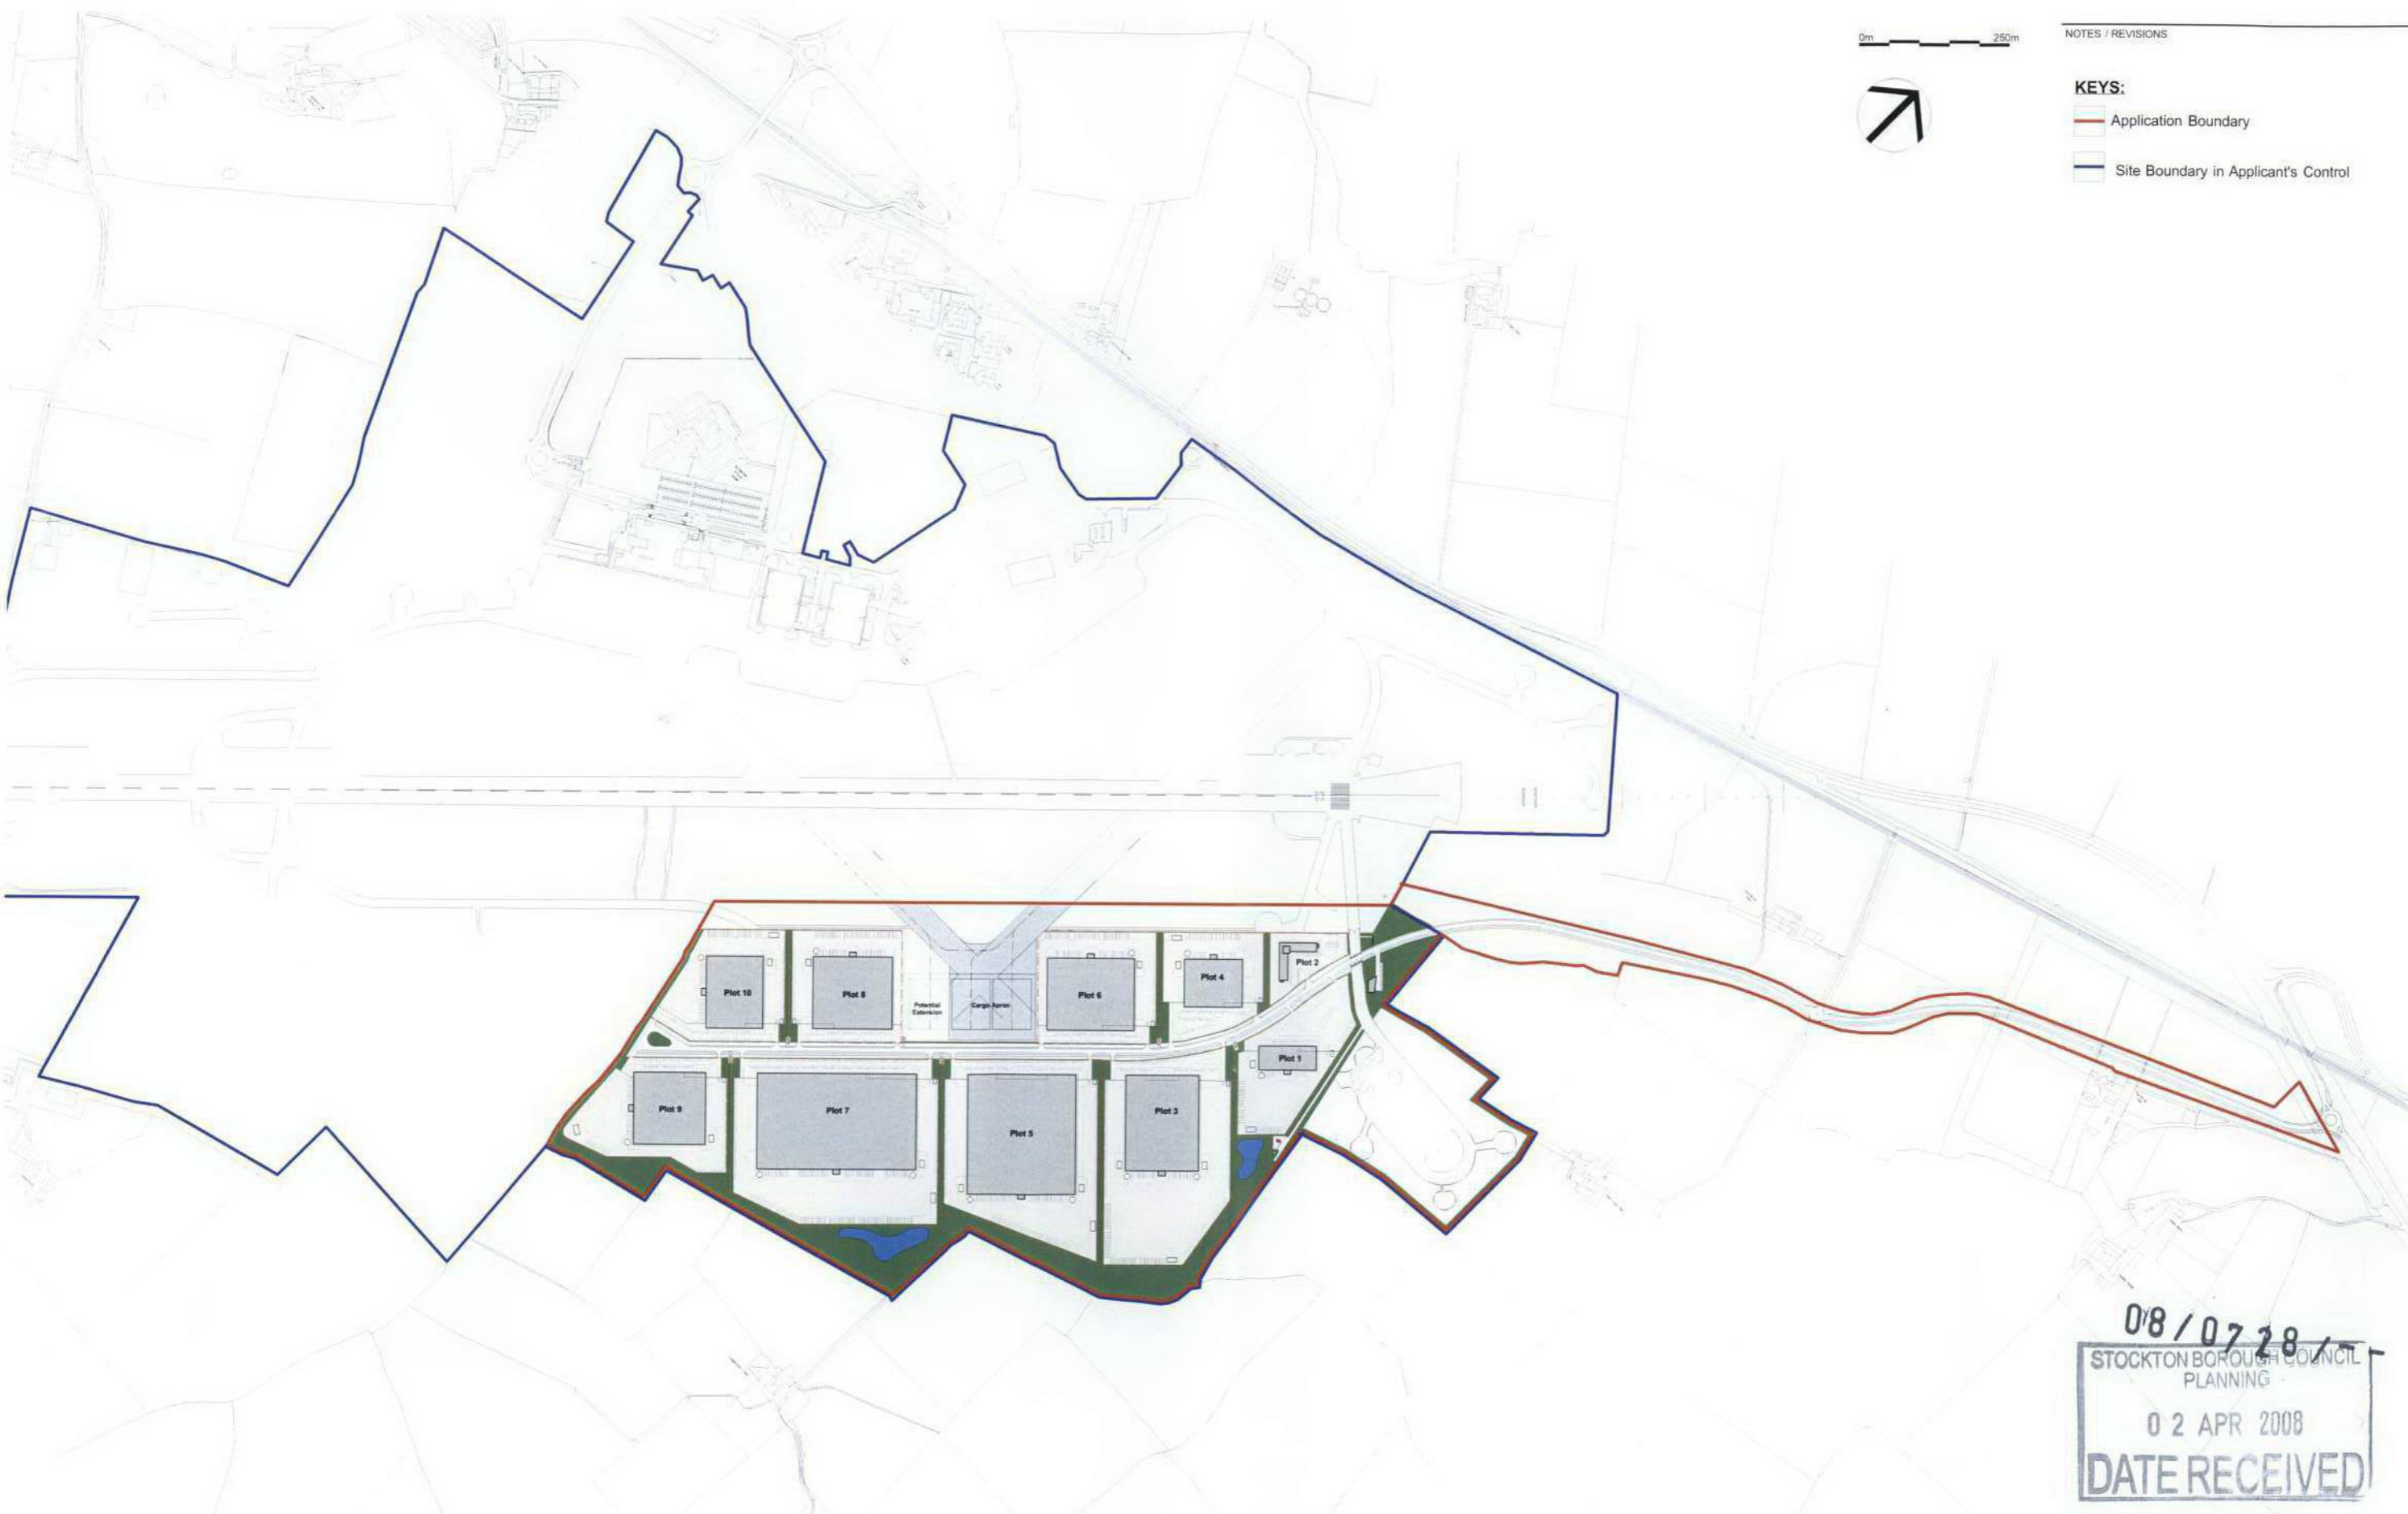 0m 250m
NOTES / REVISIONS
KEYS:
Application Boundary
Site Boundary in Applicant's Control
Plot 2
Plot 4
Plot 10
Plot 8
Plot 6
Potential
Extension
Cargo Apron
Plot 1
Plot 9
Plot 7
Plot 3
Plot 5
08/0728/--
STOCKTON BOROUGH COUNCIL
PLANNING
02 APR 2008
DATE RECEIVED